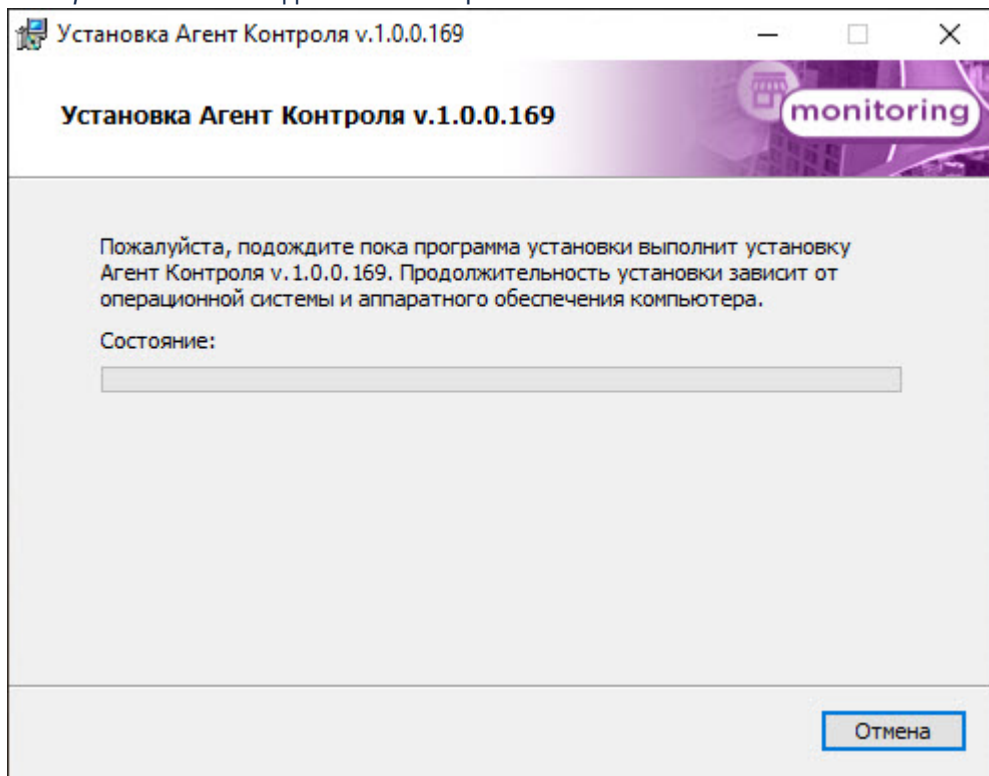 Установка Агент Контроля v.1.0.0.169
Установка Агент Контроля v.1.0.0.169
monitoring
Пожалуйста, подождите пока программа установки выполнит установку
Агент Контроля v.1.0.0.169. Продолжительность установки зависит от
операционной системы и аппаратного обеспечения компьютера.
Состояние:
Отмена